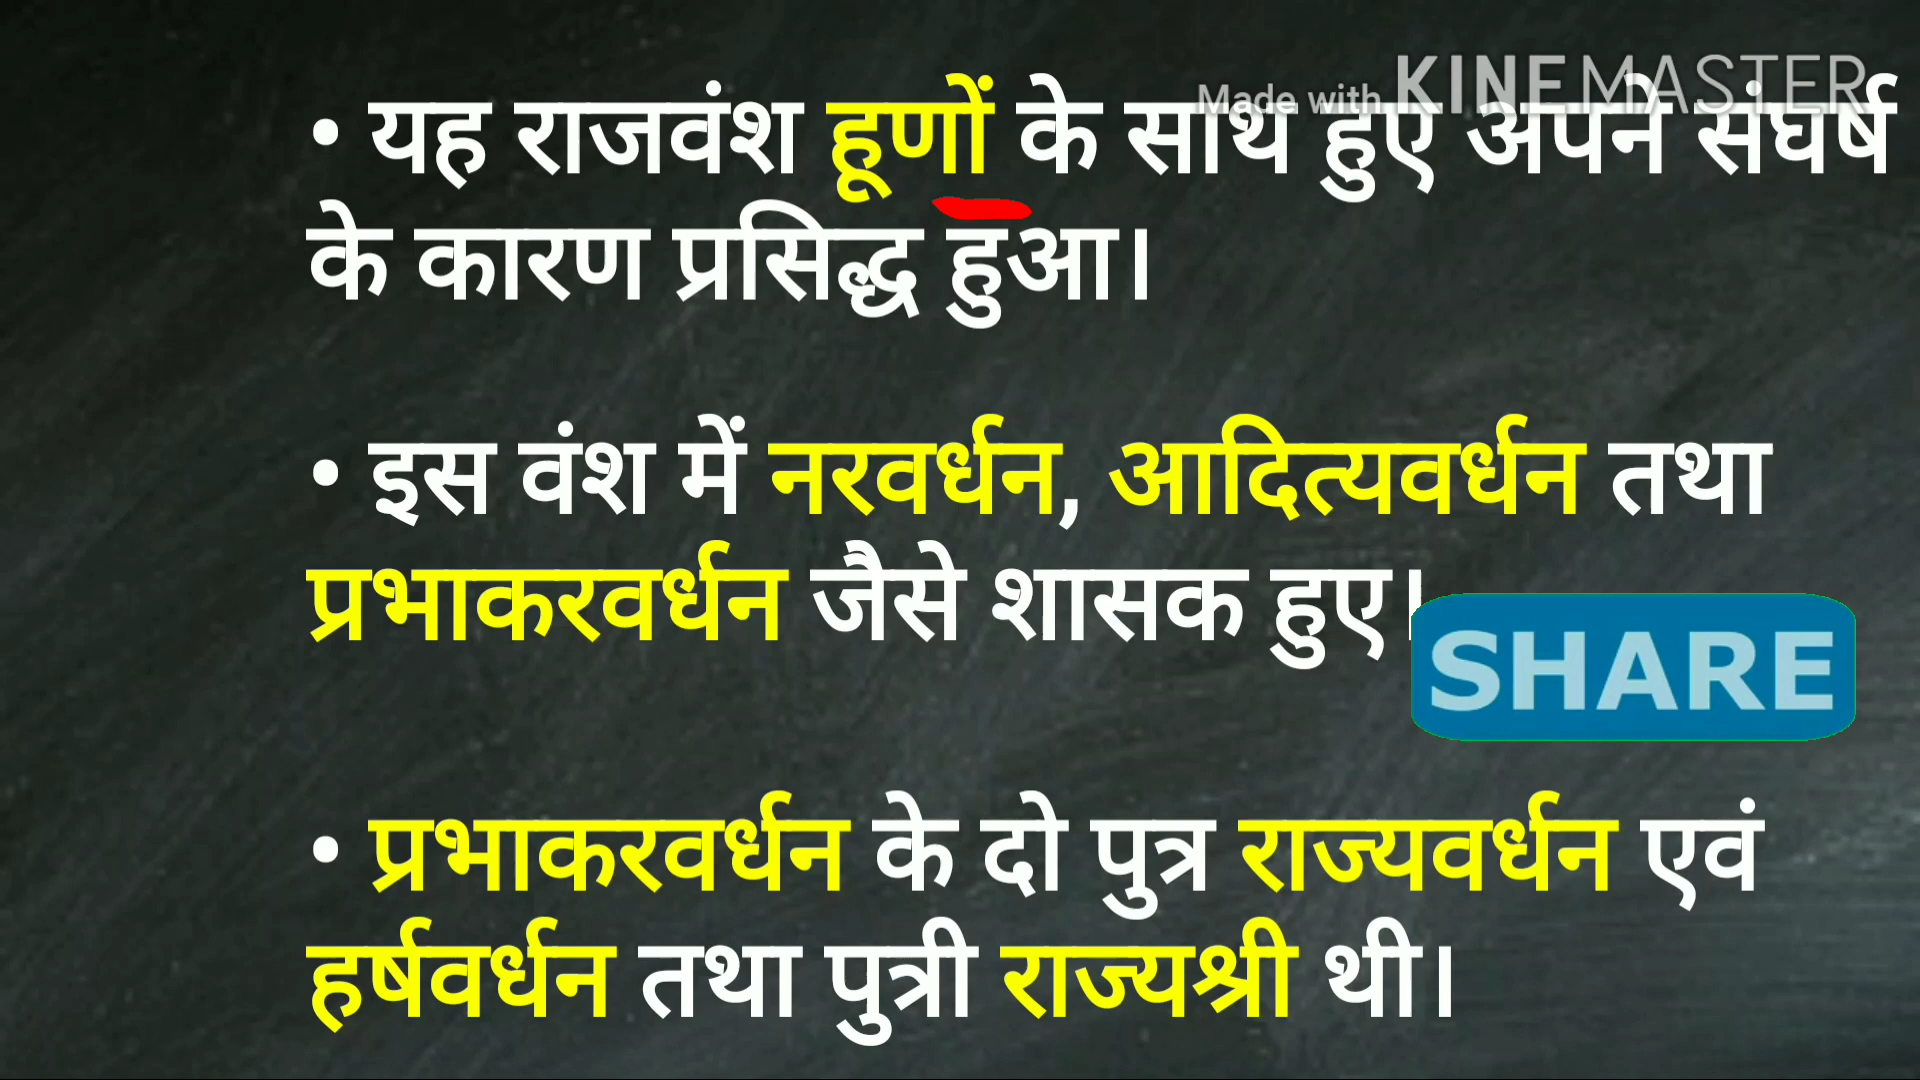 Made with KINEMASTER
• यह राजवंश हूणों के साथ हुए अपने संघर्ष
के कारण प्रसिद्ध हुआ।
• इस वंश में नरवर्धन, आदित्यवर्धन तथा
प्रभाकरवर्धन जैसे शासक हुए।
SHARE
• प्रभाकरवर्धन के दो पुत्र राज्यवर्धन एवं
हर्षवर्धन तथा पुत्री राज्यश्री थी।